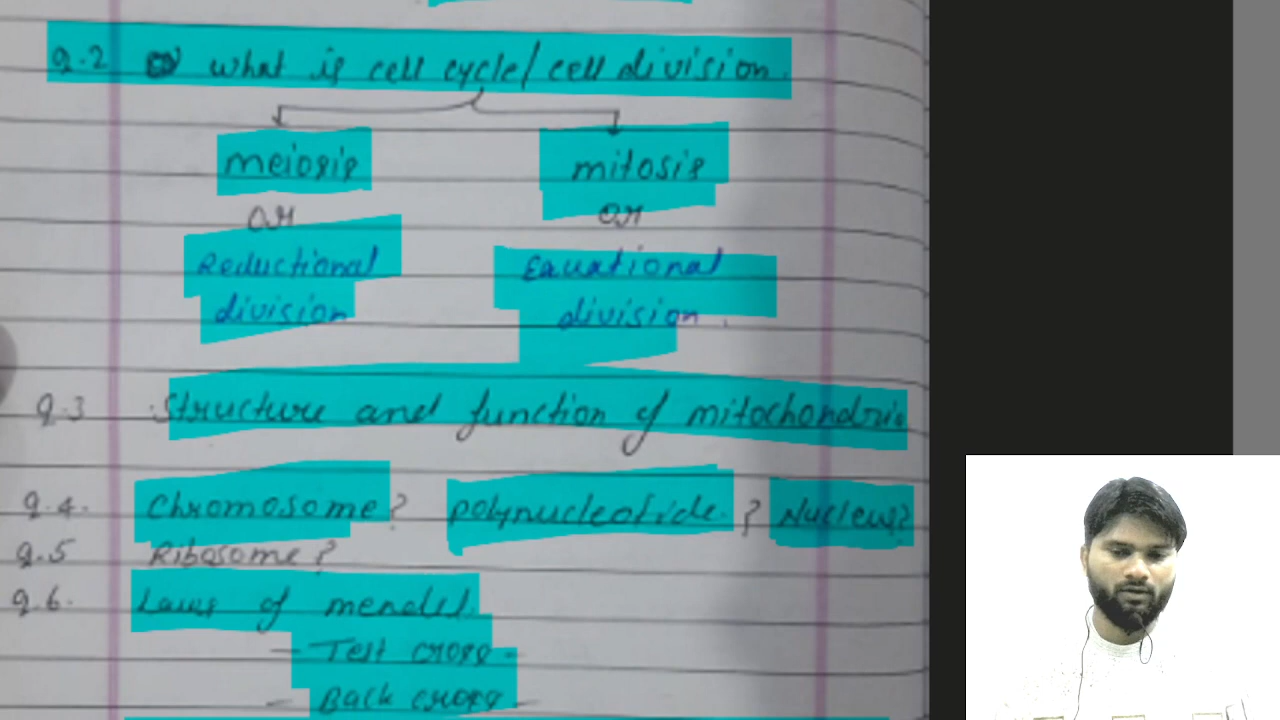 Q.2 what is cell cycle/ cell division.
meiosis mitosis
or or
Reductional Equational
division division.
Q.3 Structure and function of mitochondria
Q.4. Chromosome? polynucleotide. ? Nucleus?
Q.5 Ribosome?
Q.6. Laws of mendel.
- Test cross -
- Back cross -